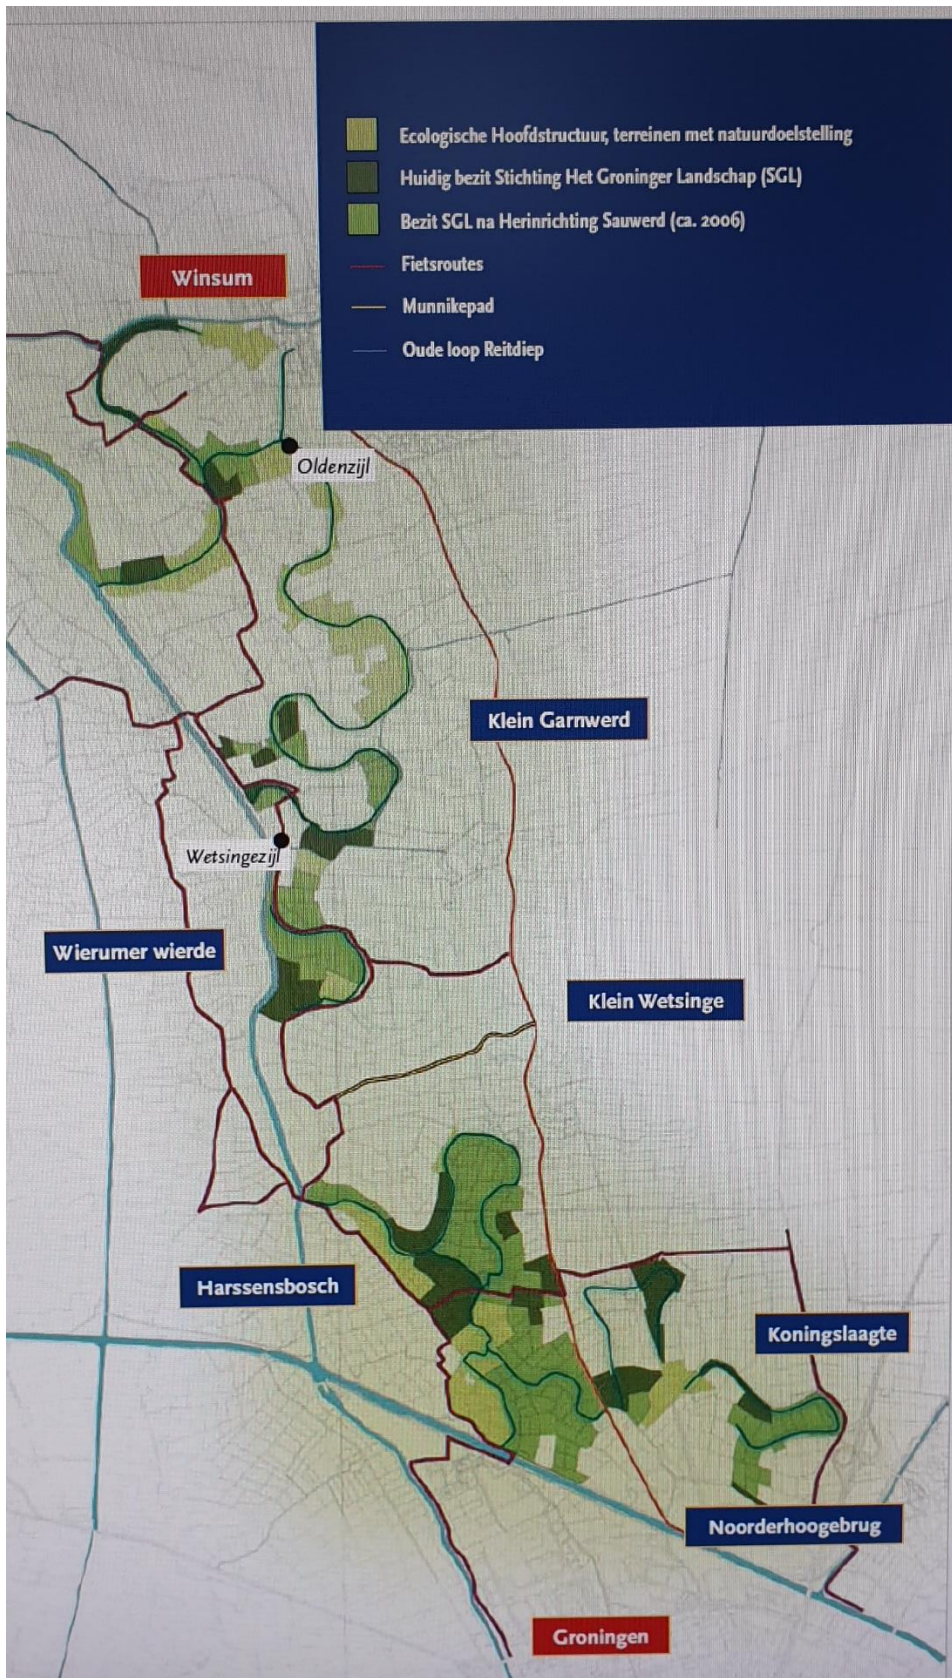 Ecologische Hoofdstructuur, terreinen met natuurdoelstelling
Huidig bezit Stichting Het Groninger Landschap (SGL)
Bezit SGL na Herinrichting Sauwerd (ca. 2006)
Fietsroutes
Munnikepad
Oude loop Reitdiep
Winsum
Oldenzijl
Klein Garnwerd
Wetsingezijl
Wierumer wierde
Klein Wetsinge
Harssensbosch
Koningslaagte
Noorderhoogebrug
Groningen